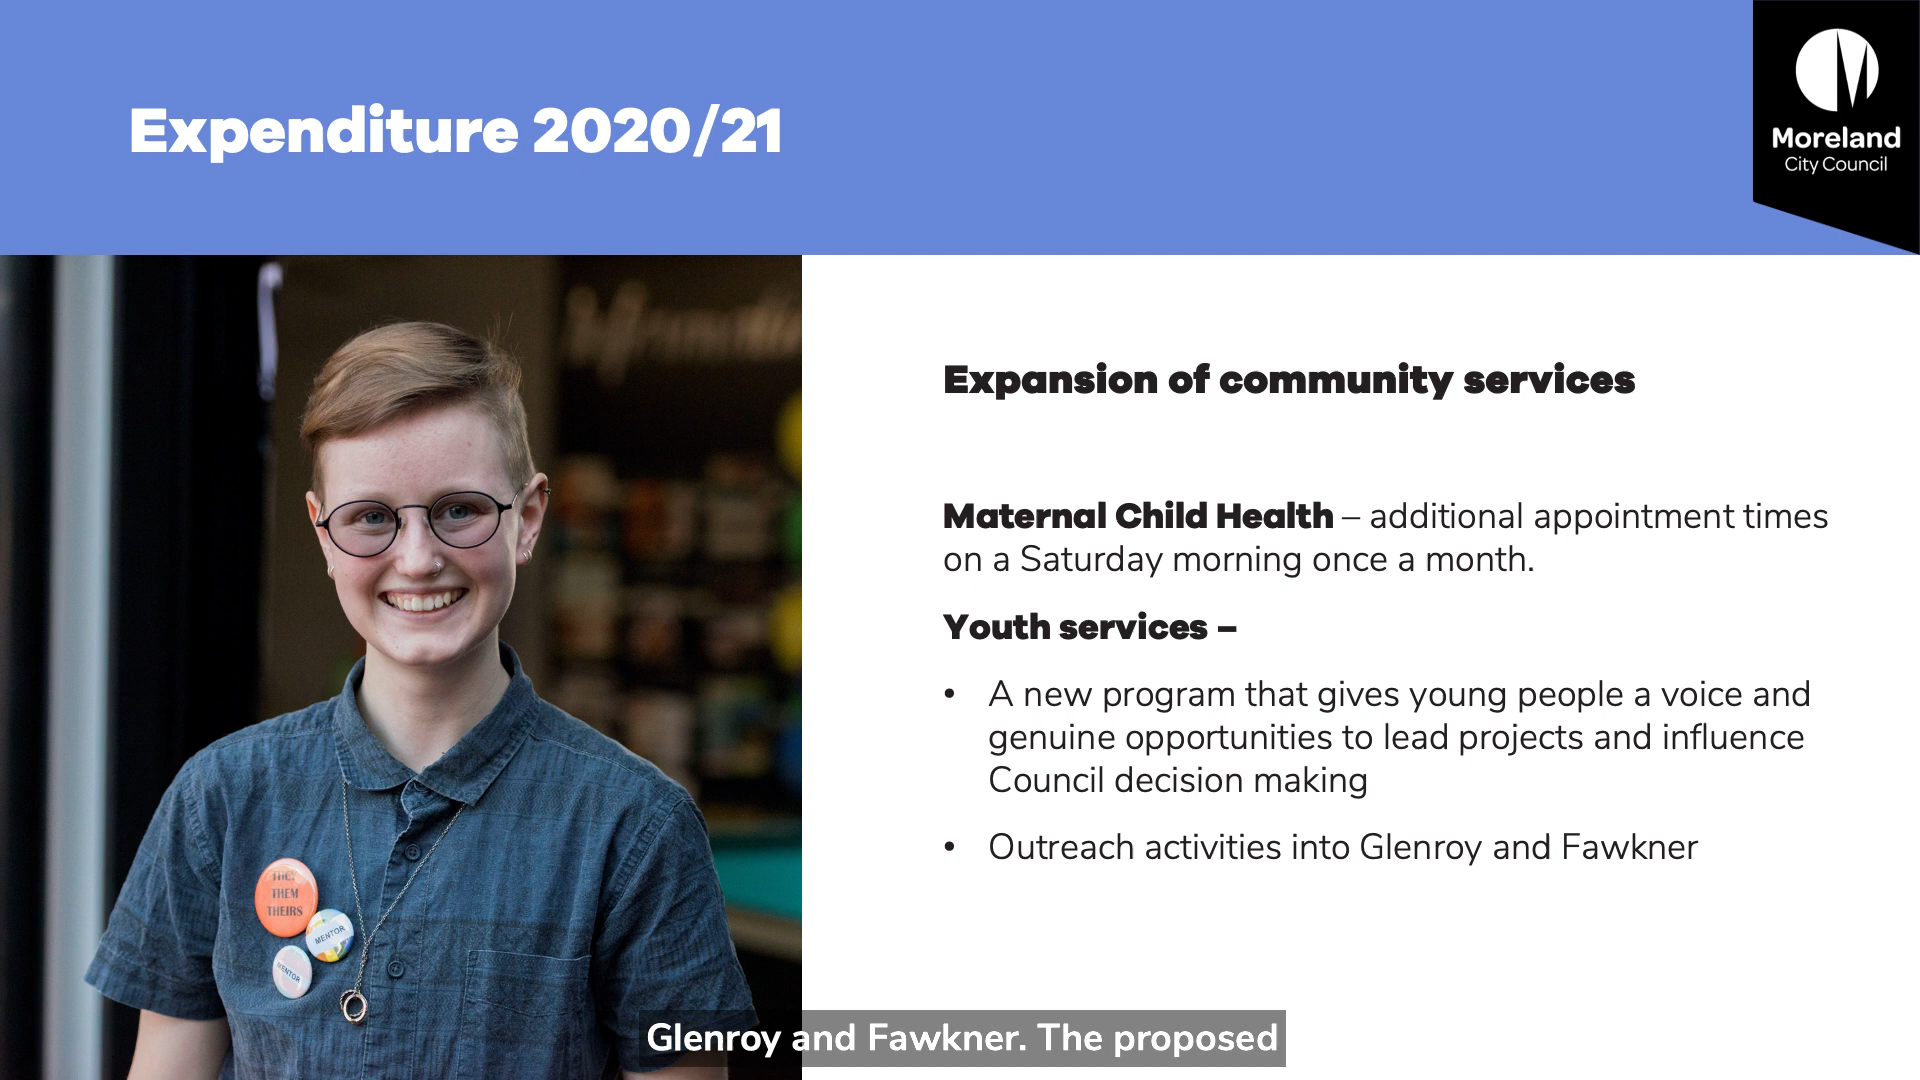 Expenditure 2020/21
Moreland
City Council
Expansion of community services
Maternal Child Health – additional appointment times
on a Saturday morning once a month.
Youth services –
• A new program that gives young people a voice and
genuine opportunities to lead projects and influence
Council decision making
• Outreach activities into Glenroy and Fawkner
THEM
THEIRS
MENTOR
MENTOR
Glenroy and Fawkner. The proposed